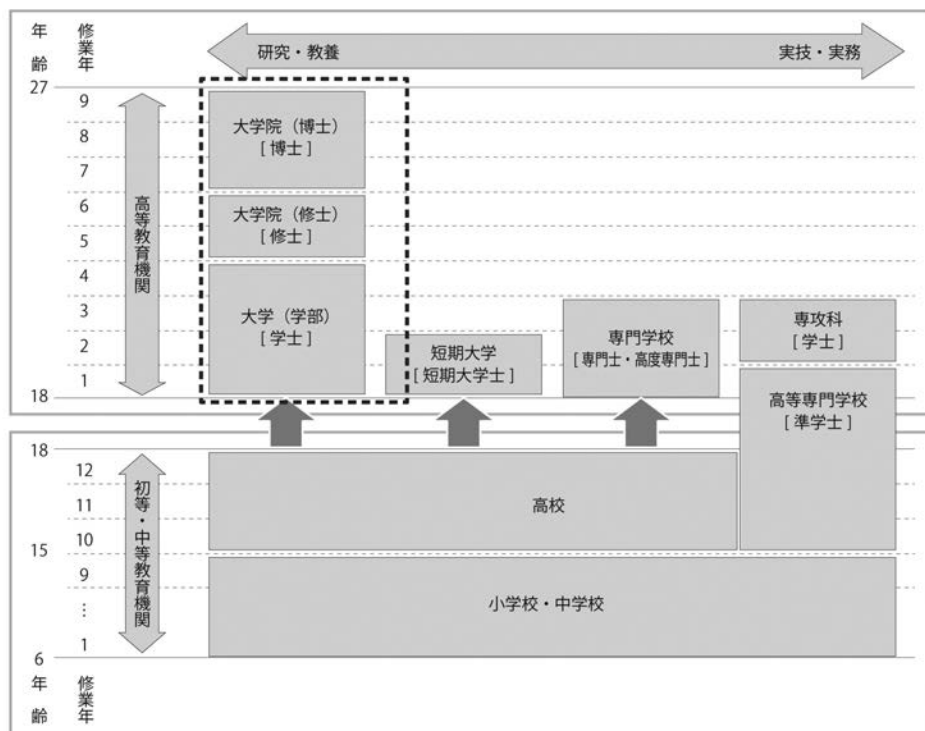 年齢
修業年
研究・教養
実技・実務
27
9
8
7
6
5
4
3
2
1
18
高等教育機関
大学院（博士）
[ 博士 ]
大学院（修士）
[ 修士 ]
大学（学部）
[ 学士 ]
短期大学
[ 短期大学士 ]
専門学校
[ 専門士・高度専門士 ]
専攻科
[ 学士 ]
高等専門学校
[ 準学士 ]
18
12
11
10
15
9
⋮
1
6
初等・中等教育機関
高校
小学校・中学校
年齢
修業年